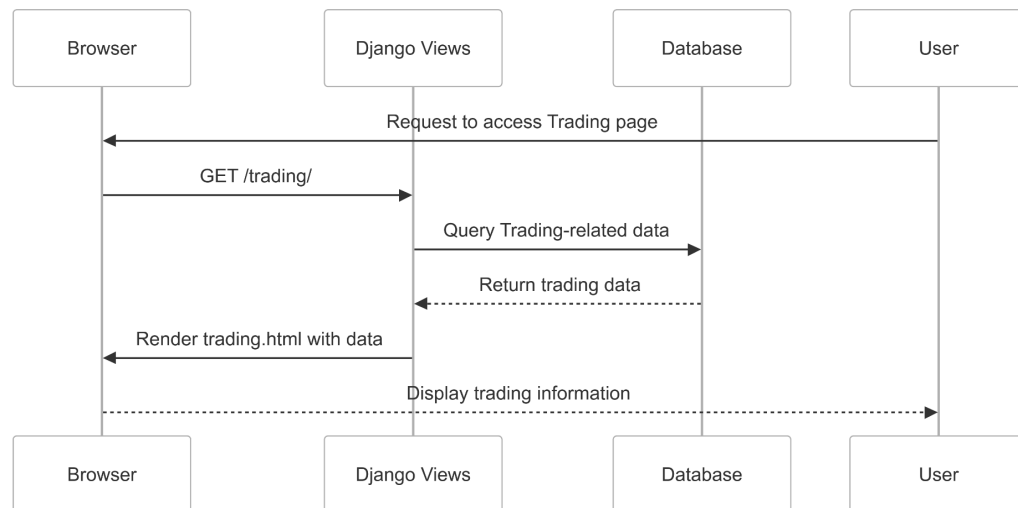 Browser
Django Views
Database
User
Request to access Trading page
GET /trading/
Query Trading-related data
Return trading data
Render trading.html with data
Display trading information
Browser
Django Views
Database
User